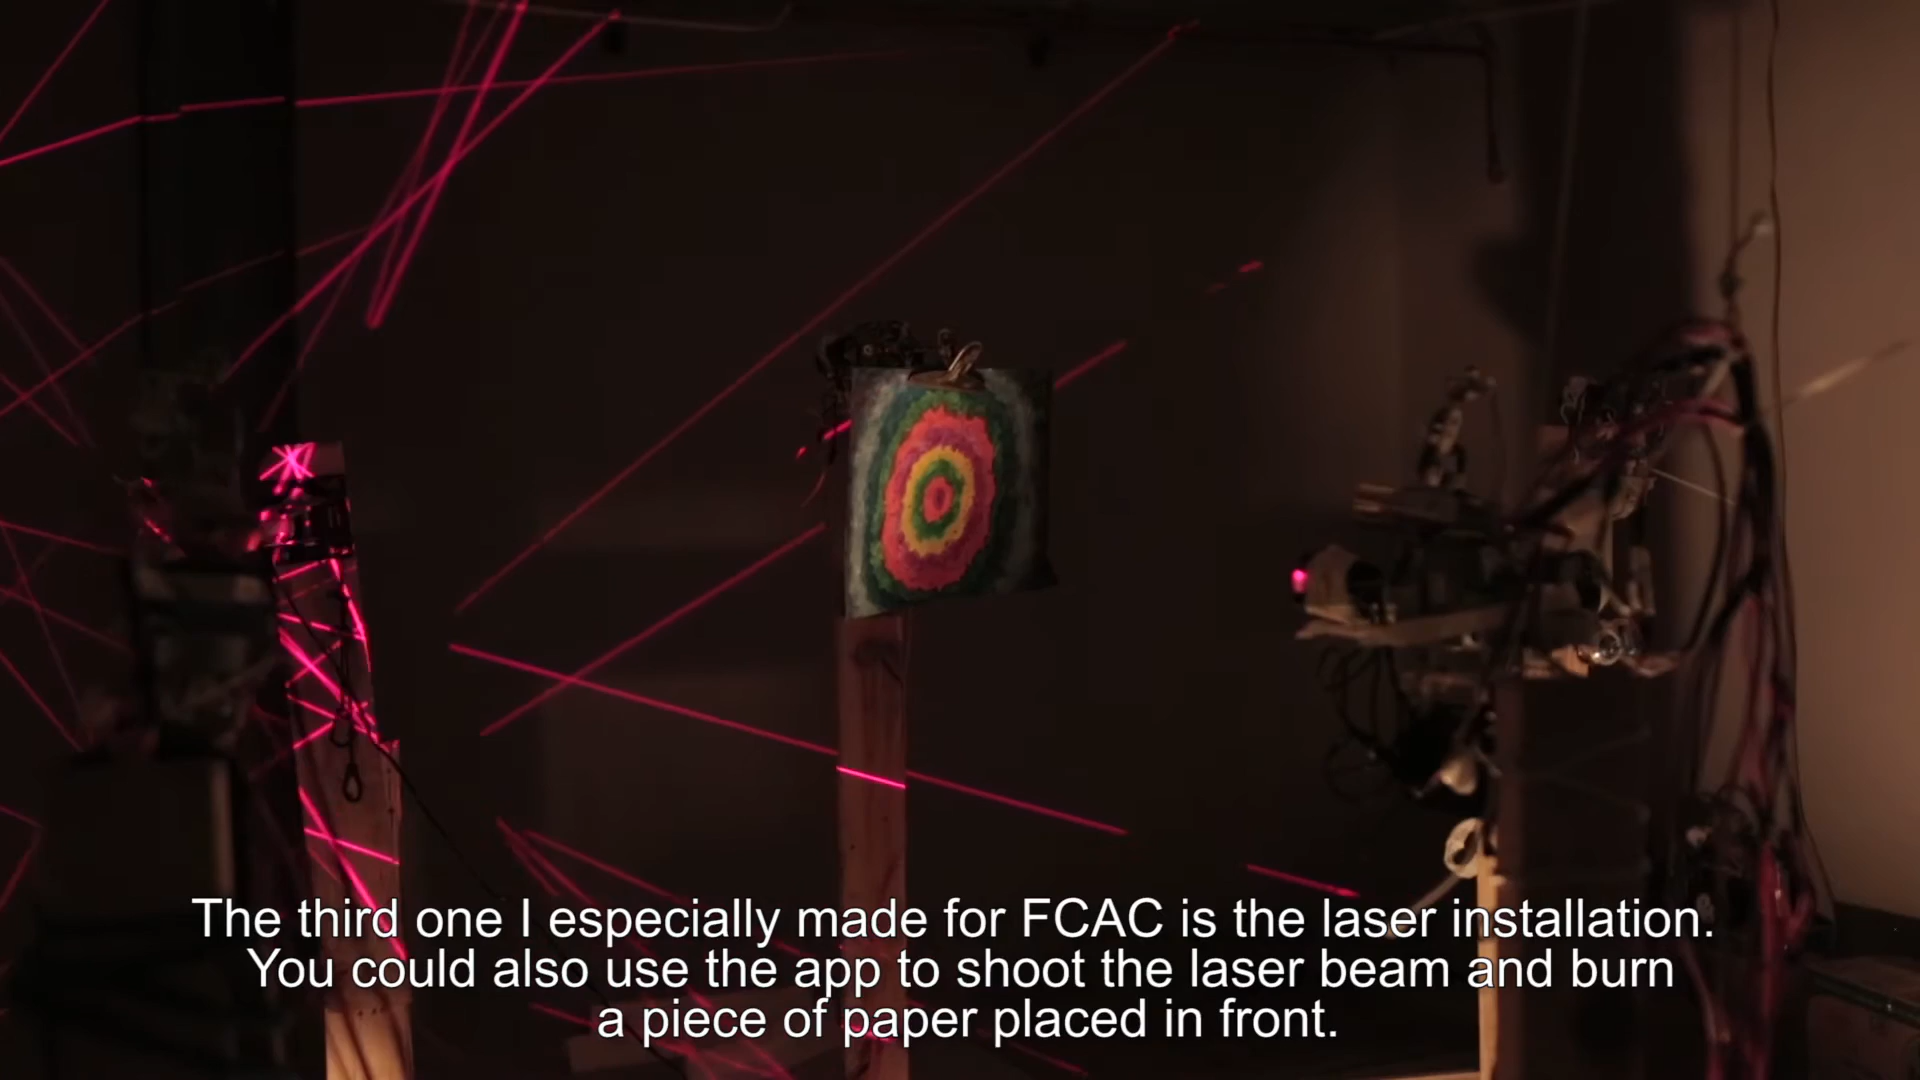 The third one I especially made for FCAC is the laser installation.
You could also use the app to shoot the laser beam and burn
a piece of paper placed in front.